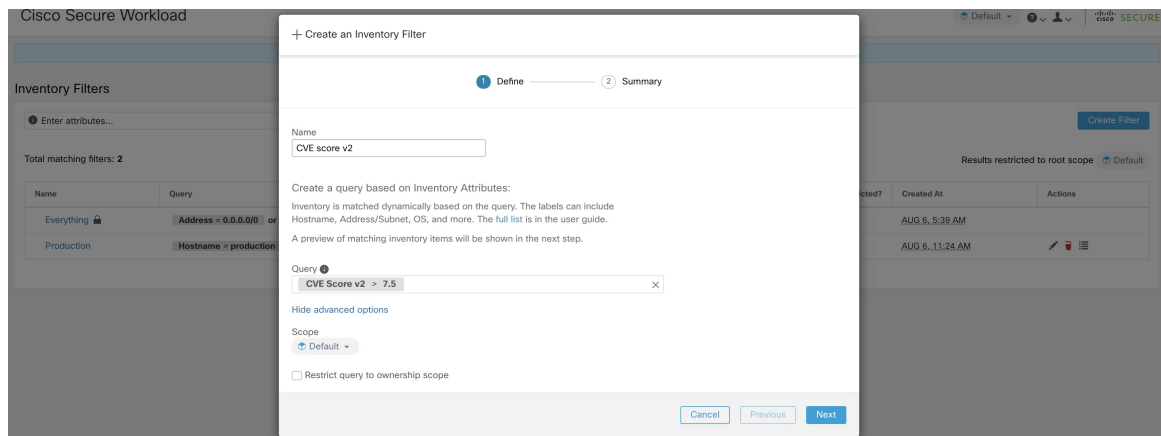 Cisco Secure Workload
Default
cisco SECURE
+ Create an Inventory Filter
1 Define 2 Summary
Inventory Filters
Enter attributes...
Create Filter
Total matching filters: 2
Results restricted to root scope Default
Name Query cted? Created At Actions
Everything Address = 0.0.0.0/0 or AUG 6, 5:39 AM
Production Hostname = production AUG 6, 11:24 AM
Name
CVE score v2
Create a query based on Inventory Attributes:
Inventory is matched dynamically based on the query. The labels can include
Hostname, Address/Subnet, OS, and more. The full list is in the user guide.
A preview of matching inventory items will be shown in the next step.
Query
CVE Score v2 > 7.5
Hide advanced options
Scope
Default
Restrict query to ownership scope
Cancel Previous Next